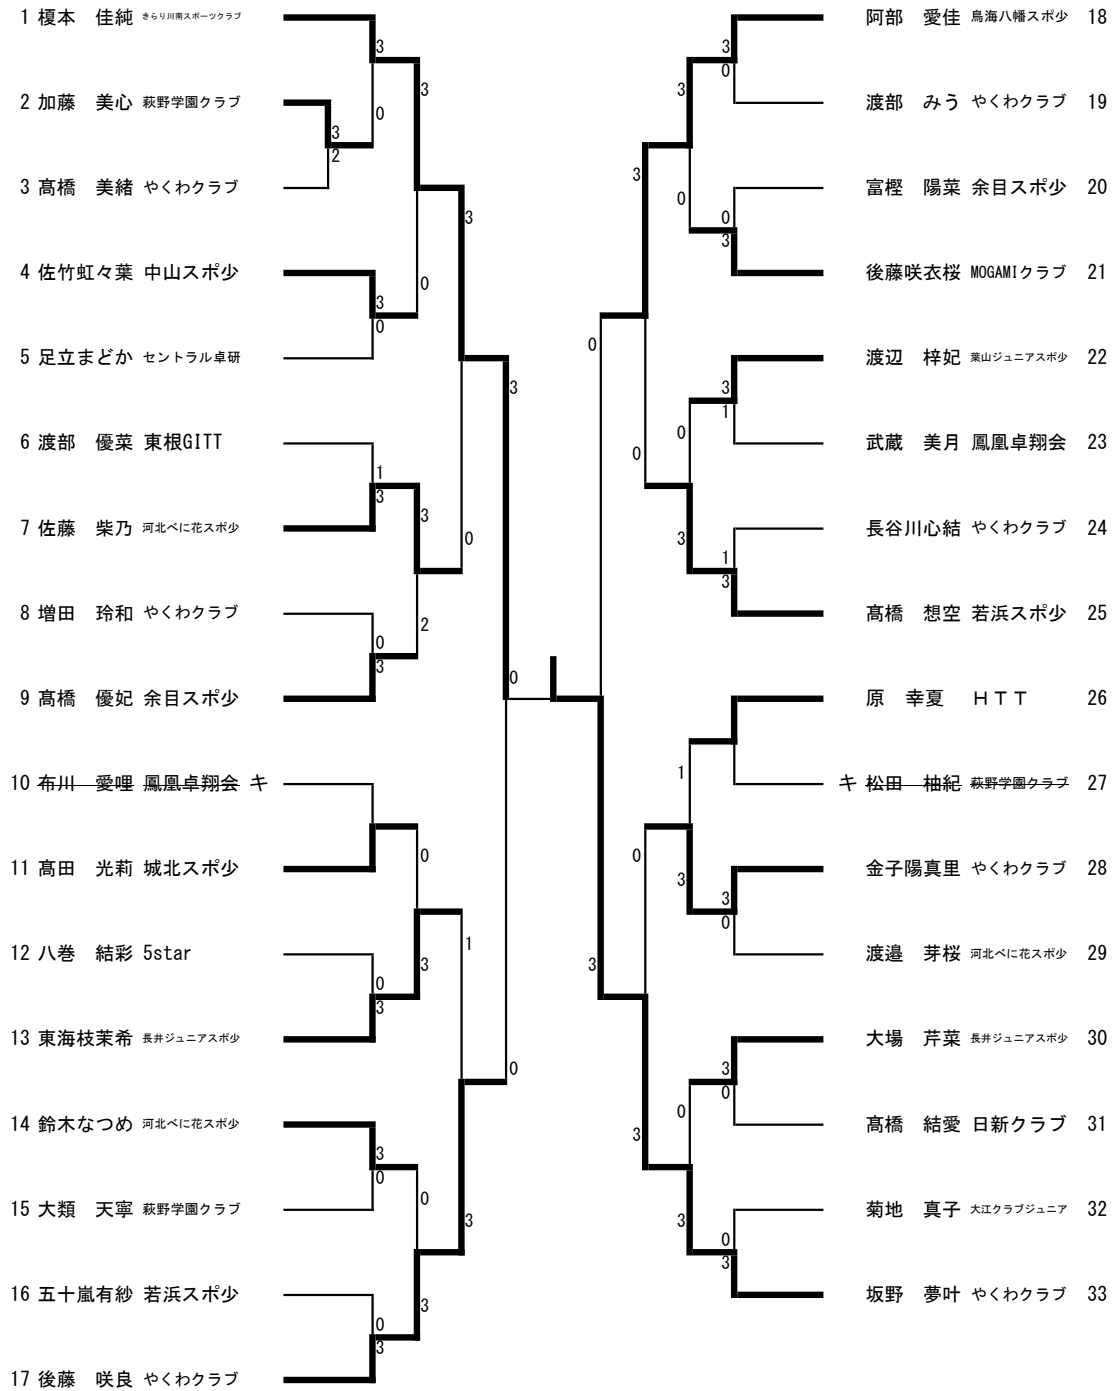 1 榎本　佳純 きらり川南スポーツクラブ
2 加藤　美心 萩野学園クラブ
3 髙橋　美緒 やくわクラブ
4 佐竹虹々葉 中山スポ少
5 足立まどか セントラル卓研
6 渡部　優菜 東根GITT
7 佐藤　柴乃 河北べに花スポ少
8 増田　玲和 やくわクラブ
9 髙橋　優妃 余目スポ少
10 布川　愛哩 鳳凰卓翔会 キ
11 髙田　光莉 城北スポ少
12 八巻　結彩 5star
13 東海枝茉希 長井ジュニアスポ少
14 鈴木なつめ 河北べに花スポ少
15 大類　天寧 萩野学園クラブ
16 五十嵐有紗 若浜スポ少
17 後藤　咲良 やくわクラブ
3
0
3
2
3
0
1
3
0
3
0
3
3
0
0
3
3
0
3
2
0
3
0
3
3
0
1
3
3
0
0
3
0
3
0
3
0
3
0
1
3
0
3
3
0
0
3
3
1
1
3
3
0
3
0
0
3
阿部　愛佳 鳥海八幡スポ少 18
渡部　みう やくわクラブ 19
富樫　陽菜 余目スポ少 20
後藤咲衣桜 MOGAMIクラブ 21
渡辺　梓妃 葉山ジュニアスポ少 22
武蔵　美月 鳳凰卓翔会 23
長谷川心結 やくわクラブ 24
髙橋　想空 若浜スポ少 25
原　幸夏　ＨＴＴ 26
キ 松田　柚紀 萩野学園クラブ 27
金子陽真里 やくわクラブ 28
渡邉　芽桜 河北べに花スポ少 29
大場　芹菜 長井ジュニアスポ少 30
髙橋　結愛 日新クラブ 31
菊地　真子 大江クラブジュニア 32
坂野　夢叶 やくわクラブ 33